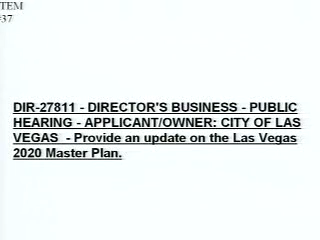 TEM
37
DIR-27811 - DIRECTOR'S BUSINESS - PUBLIC
HEARING - APPLICANT/OWNER: CITY OF LAS
VEGAS - Provide an update on the Las Vegas
2020 Master Plan.